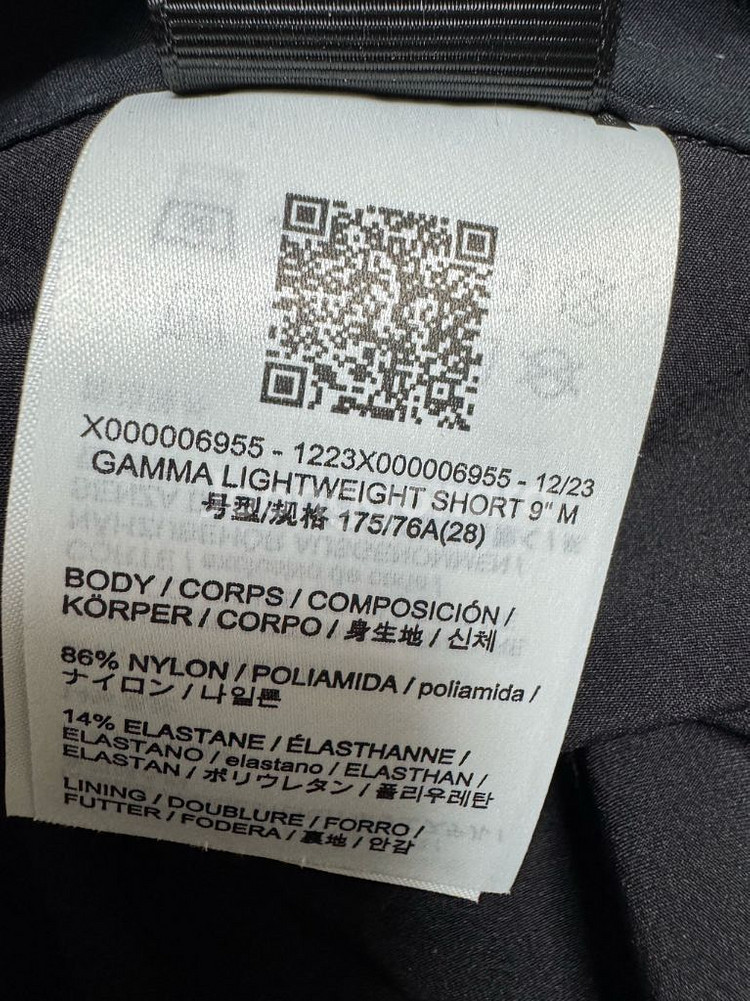 X000006955 - 1223X000006955 - 12/23
GAMMA LIGHTWEIGHT SHORT 9" M
号型/规格 175/76A(28)
BODY / CORPS / COMPOSICIÓN /
KÖRPER / CORPO / 身生地 / 신체
86% NYLON / POLIAMIDA / poliamida /
ナイロン / 나일론
14% ELASTANE / ÉLASTHANNE /
ELASTANO / elastano / ELASTHAN /
ELASTAN / ポリウレタン / 폴리우레탄
LINING / DOUBLURE / FORRO /
FUTTER / FODERA / 裏地 / 안감